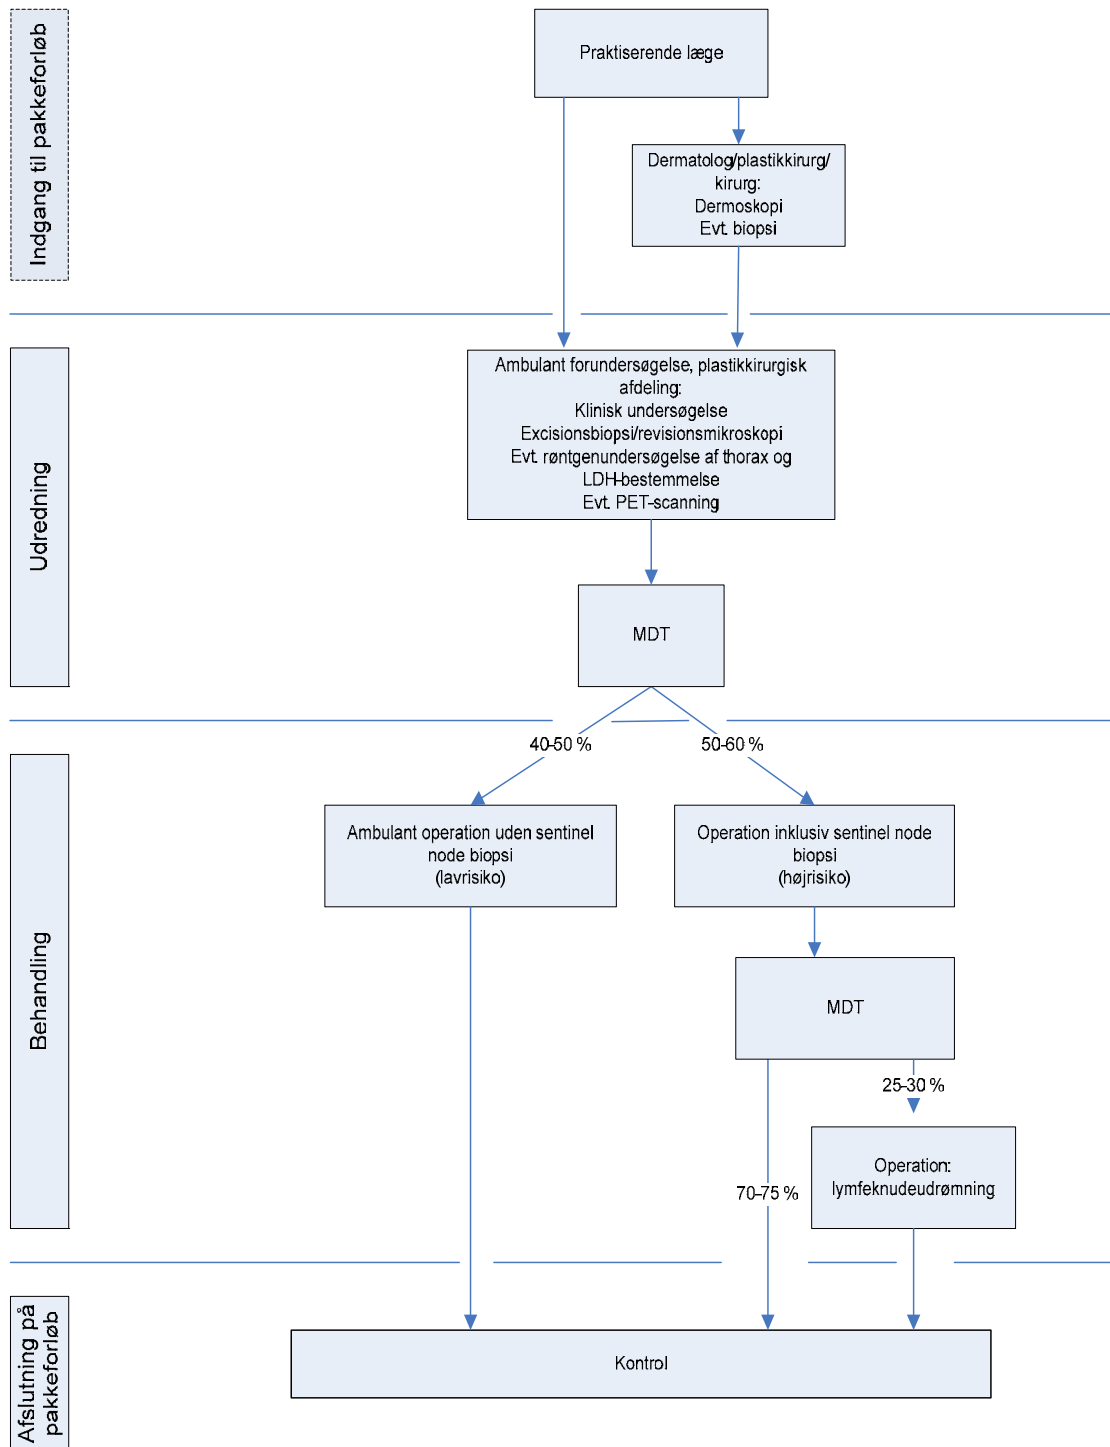 Indgang til pakkeforløb
Praktiserende læge
Dermatolog/plastikkirurg/
kirurg:
Dermoskopi
Evt. biopsi
Udredning
Ambulant forundersøgelse, plastikkirurgisk
afdeling:
Klinisk undersøgelse
Excisionsbiopsi/revisionsmikroskopi
Evt. røntgenundersøgelse af thorax og
LDH-bestemmelse
Evt. PET-scanning
MDT
40-50 %
50-60 %
Behandling
Ambulant operation uden sentinel
node biopsi
(lavrisiko)
Operation inklusiv sentinel node
biopsi
(højrisiko)
MDT
25-30 %
70-75 %
Operation:
lymfeknudeudrømning
Afslutning på
pakkeforløb
Kontrol